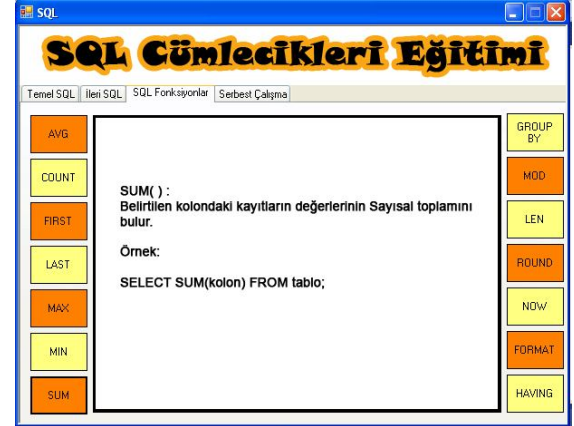 SQL
SQL Cümlecikleri Eğitimi
Temel SQL
İleri SQL
SQL Fonksiyonlar
Serbest Çalışma
AVG
COUNT
FIRST
LAST
MAX
MIN
SUM
SUM( ) :
Belirtilen kolondaki kayıtların değerlerinin Sayısal toplamını
bulur.
Örnek:
SELECT SUM(kolon) FROM tablo;
GROUP
BY
MOD
LEN
ROUND
NOW
FORMAT
HAVING